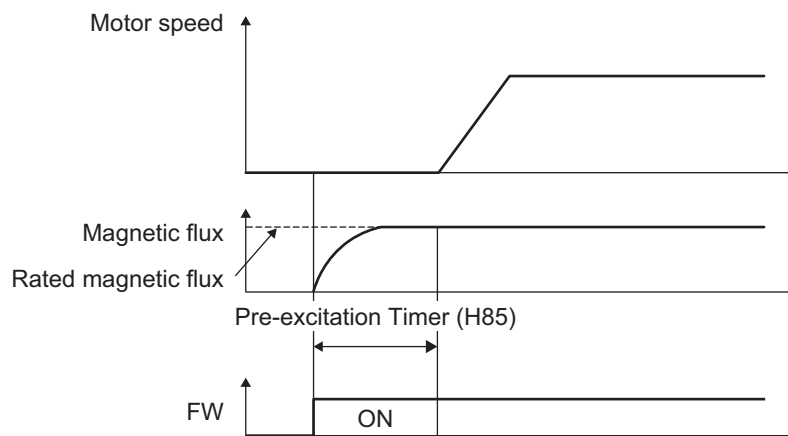 Motor speed
Magnetic flux
Rated magnetic flux
Pre-excitation Timer (H85)
FW
ON